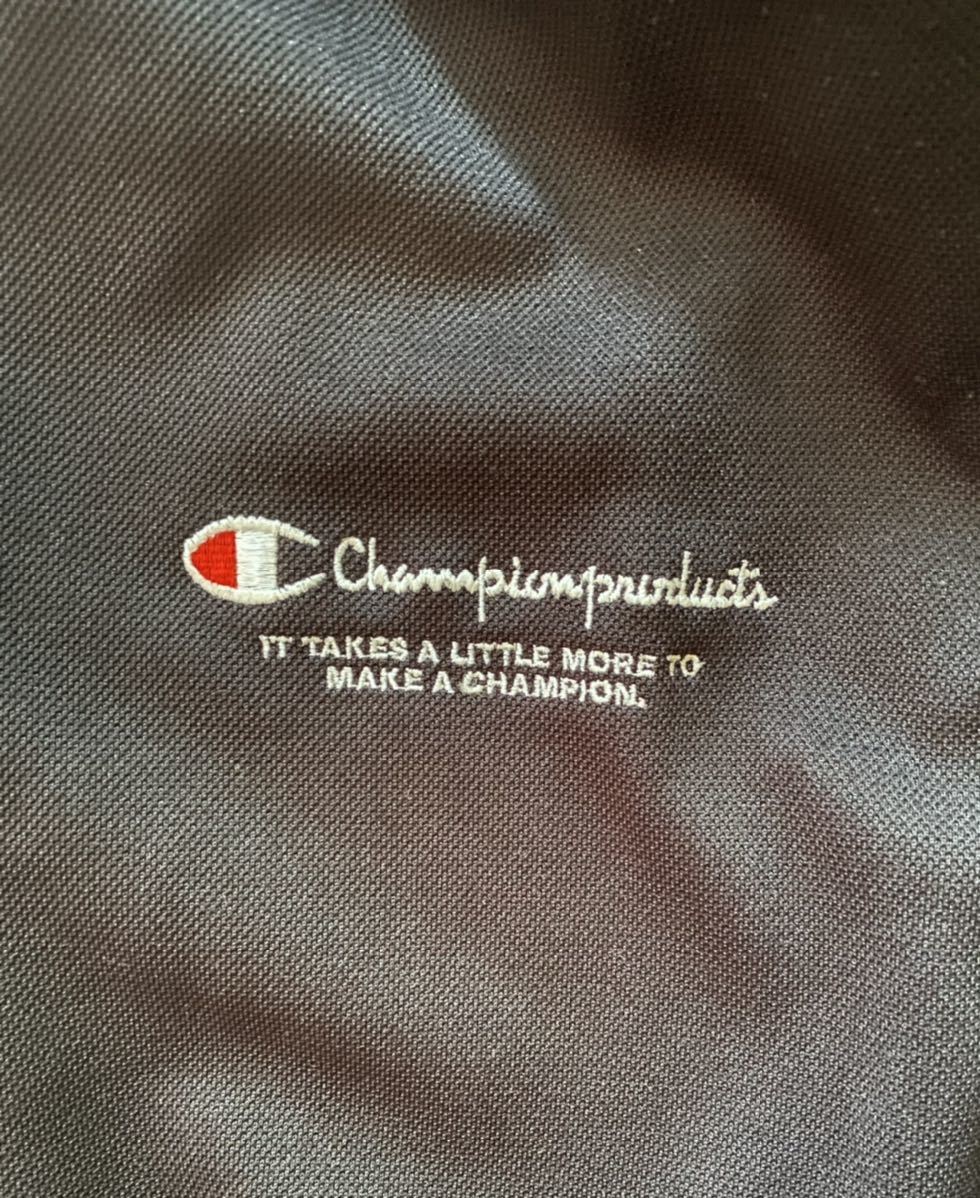 Championproducts
IT TAKES A LITTLE MORE TO
MAKE A CHAMPION.